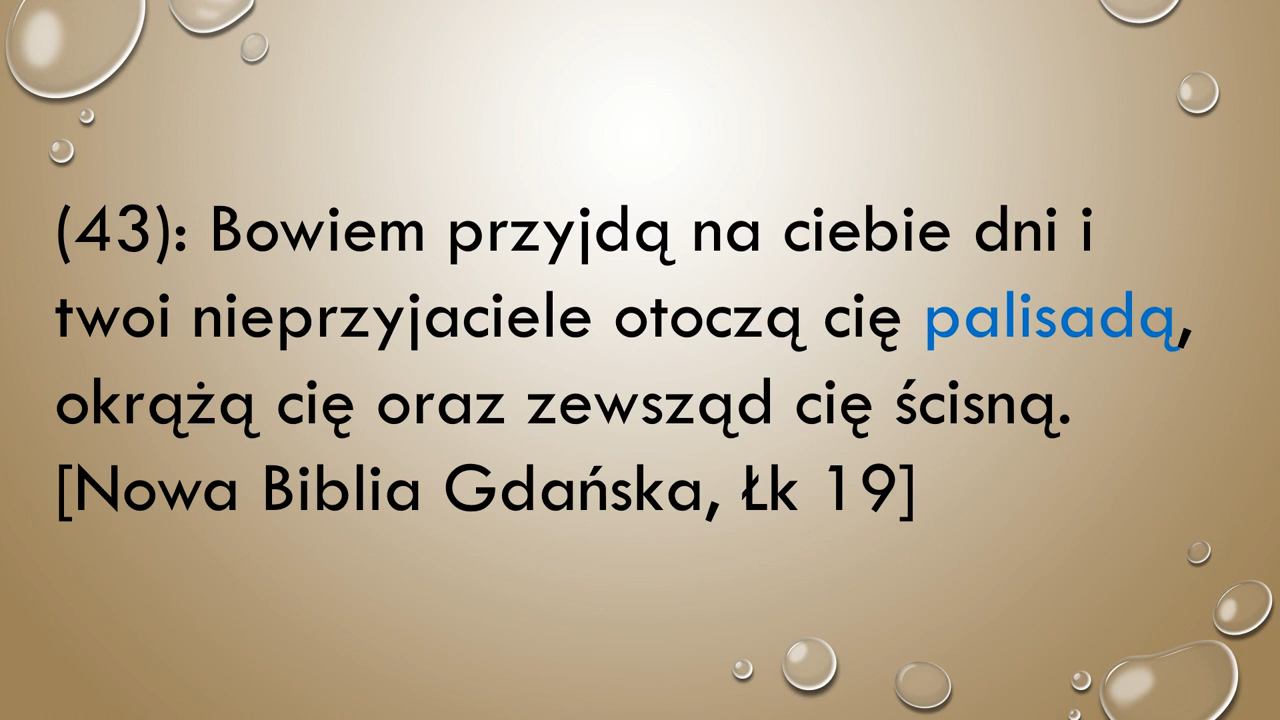 (43): Bowiem przyjdą na ciebie dni i
twoi nieprzyjaciele otoczą cię palisadą,
okrążą cię oraz zewsząd cię ścisną.
[Nowa Biblia Gdańska, Łk 19]